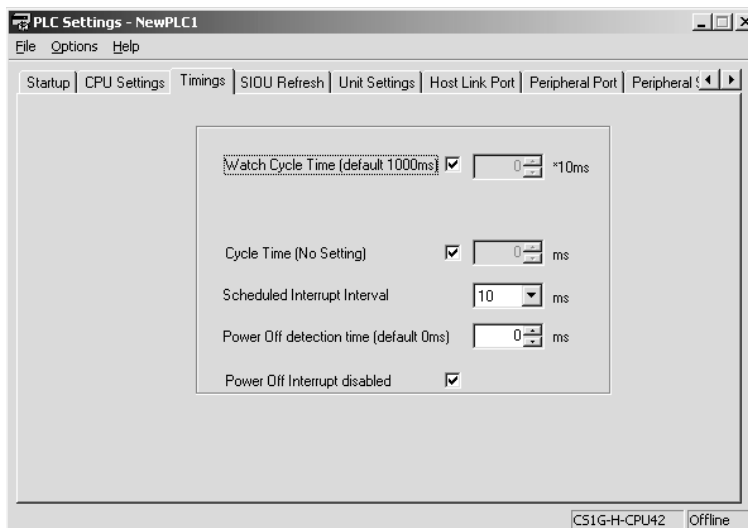 PLC Settings - NewPLC1
File Options Help
Startup CPU Settings Timings SIOU Refresh Unit Settings Host Link Port Peripheral Port Peripheral
Watch Cycle Time (default 1000ms) 0 *10ms
Cycle Time (No Setting) 0 ms
Scheduled Interrupt Interval 10 ms
Power Off detection time (default 0ms) 0 ms
Power Off Interrupt disabled
CS1G-H-CPU42 Offline